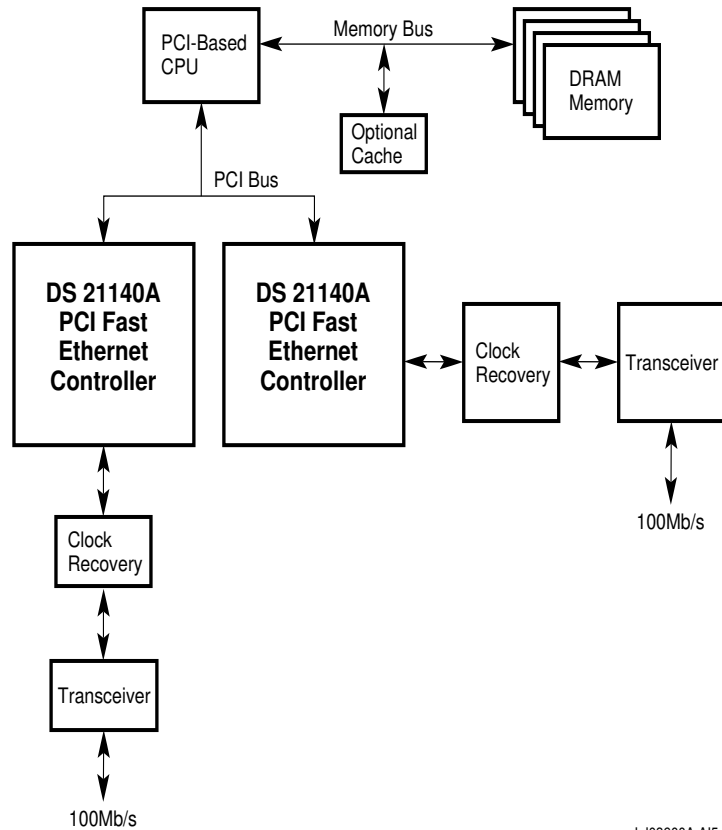 PCI-Based
CPU
Memory Bus
DRAM
Memory
Optional
Cache
PCI Bus
DS 21140A
PCI Fast
Ethernet
Controller
DS 21140A
PCI Fast
Ethernet
Controller
Clock
Recovery
Transceiver
100Mb/s
Clock
Recovery
Transceiver
100Mb/s